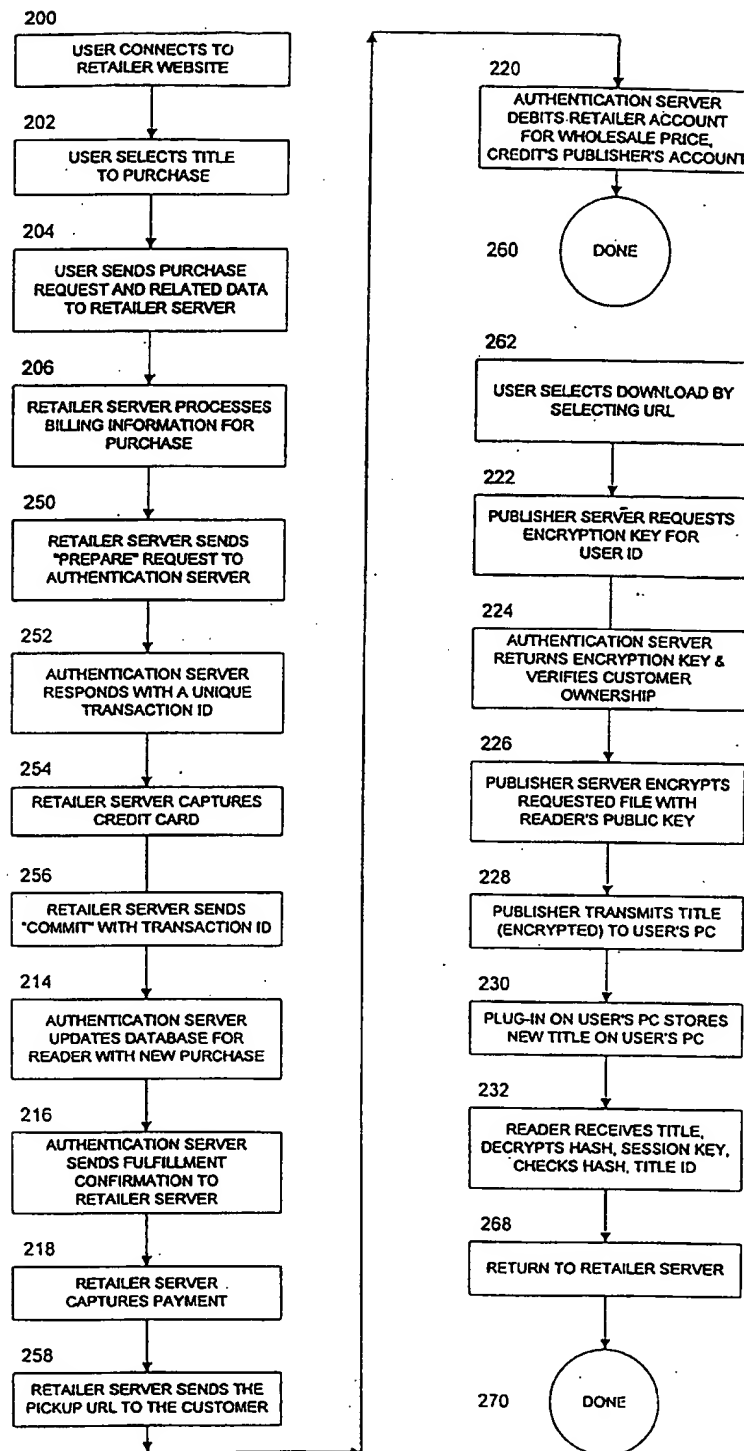 200
USER CONNECTS TO
RETAILER WEBSITE
202
USER SELECTS TITLE
TO PURCHASE
204
USER SENDS PURCHASE
REQUEST AND RELATED DATA
TO RETAILER SERVER
206
RETAILER SERVER PROCESSES
BILLING INFORMATION FOR
PURCHASE
250
RETAILER SERVER SENDS
"PREPARE" REQUEST TO
AUTHENTICATION SERVER
252
AUTHENTICATION SERVER
RESPONDS WITH A UNIQUE
TRANSACTION ID
254
RETAILER SERVER CAPTURES
CREDIT CARD
256
RETAILER SERVER SENDS
"COMMIT" WITH TRANSACTION ID
214
AUTHENTICATION SERVER
UPDATES DATABASE FOR
READER WITH NEW PURCHASE
216
AUTHENTICATION SERVER
SENDS FULFILLMENT
CONFIRMATION TO
RETAILER SERVER
218
RETAILER SERVER
CAPTURES PAYMENT
258
RETAILER SERVER SENDS THE
PICKUP URL TO THE CUSTOMER
220
AUTHENTICATION SERVER
DEBITS RETAILER ACCOUNT
FOR WHOLESALE PRICE,
CREDIT'S PUBLISHER'S ACCOUNT
260
DONE
262
USER SELECTS DOWNLOAD BY
SELECTING URL
222
PUBLISHER SERVER REQUESTS
ENCRYPTION KEY FOR
USER ID
224
AUTHENTICATION SERVER
RETURNS ENCRYPTION KEY &
VERIFIES CUSTOMER
OWNERSHIP
226
PUBLISHER SERVER ENCRYPTS
REQUESTED FILE WITH
READER'S PUBLIC KEY
228
PUBLISHER TRANSMITS TITLE
(ENCRYPTED) TO USER'S PC
230
PLUG-IN ON USER'S PC STORES
NEW TITLE ON USER'S PC
232
READER RECEIVES TITLE,
DECRYPTS HASH, SESSION KEY,
CHECKS HASH, TITLE ID
268
RETURN TO RETAILER SERVER
270
DONE